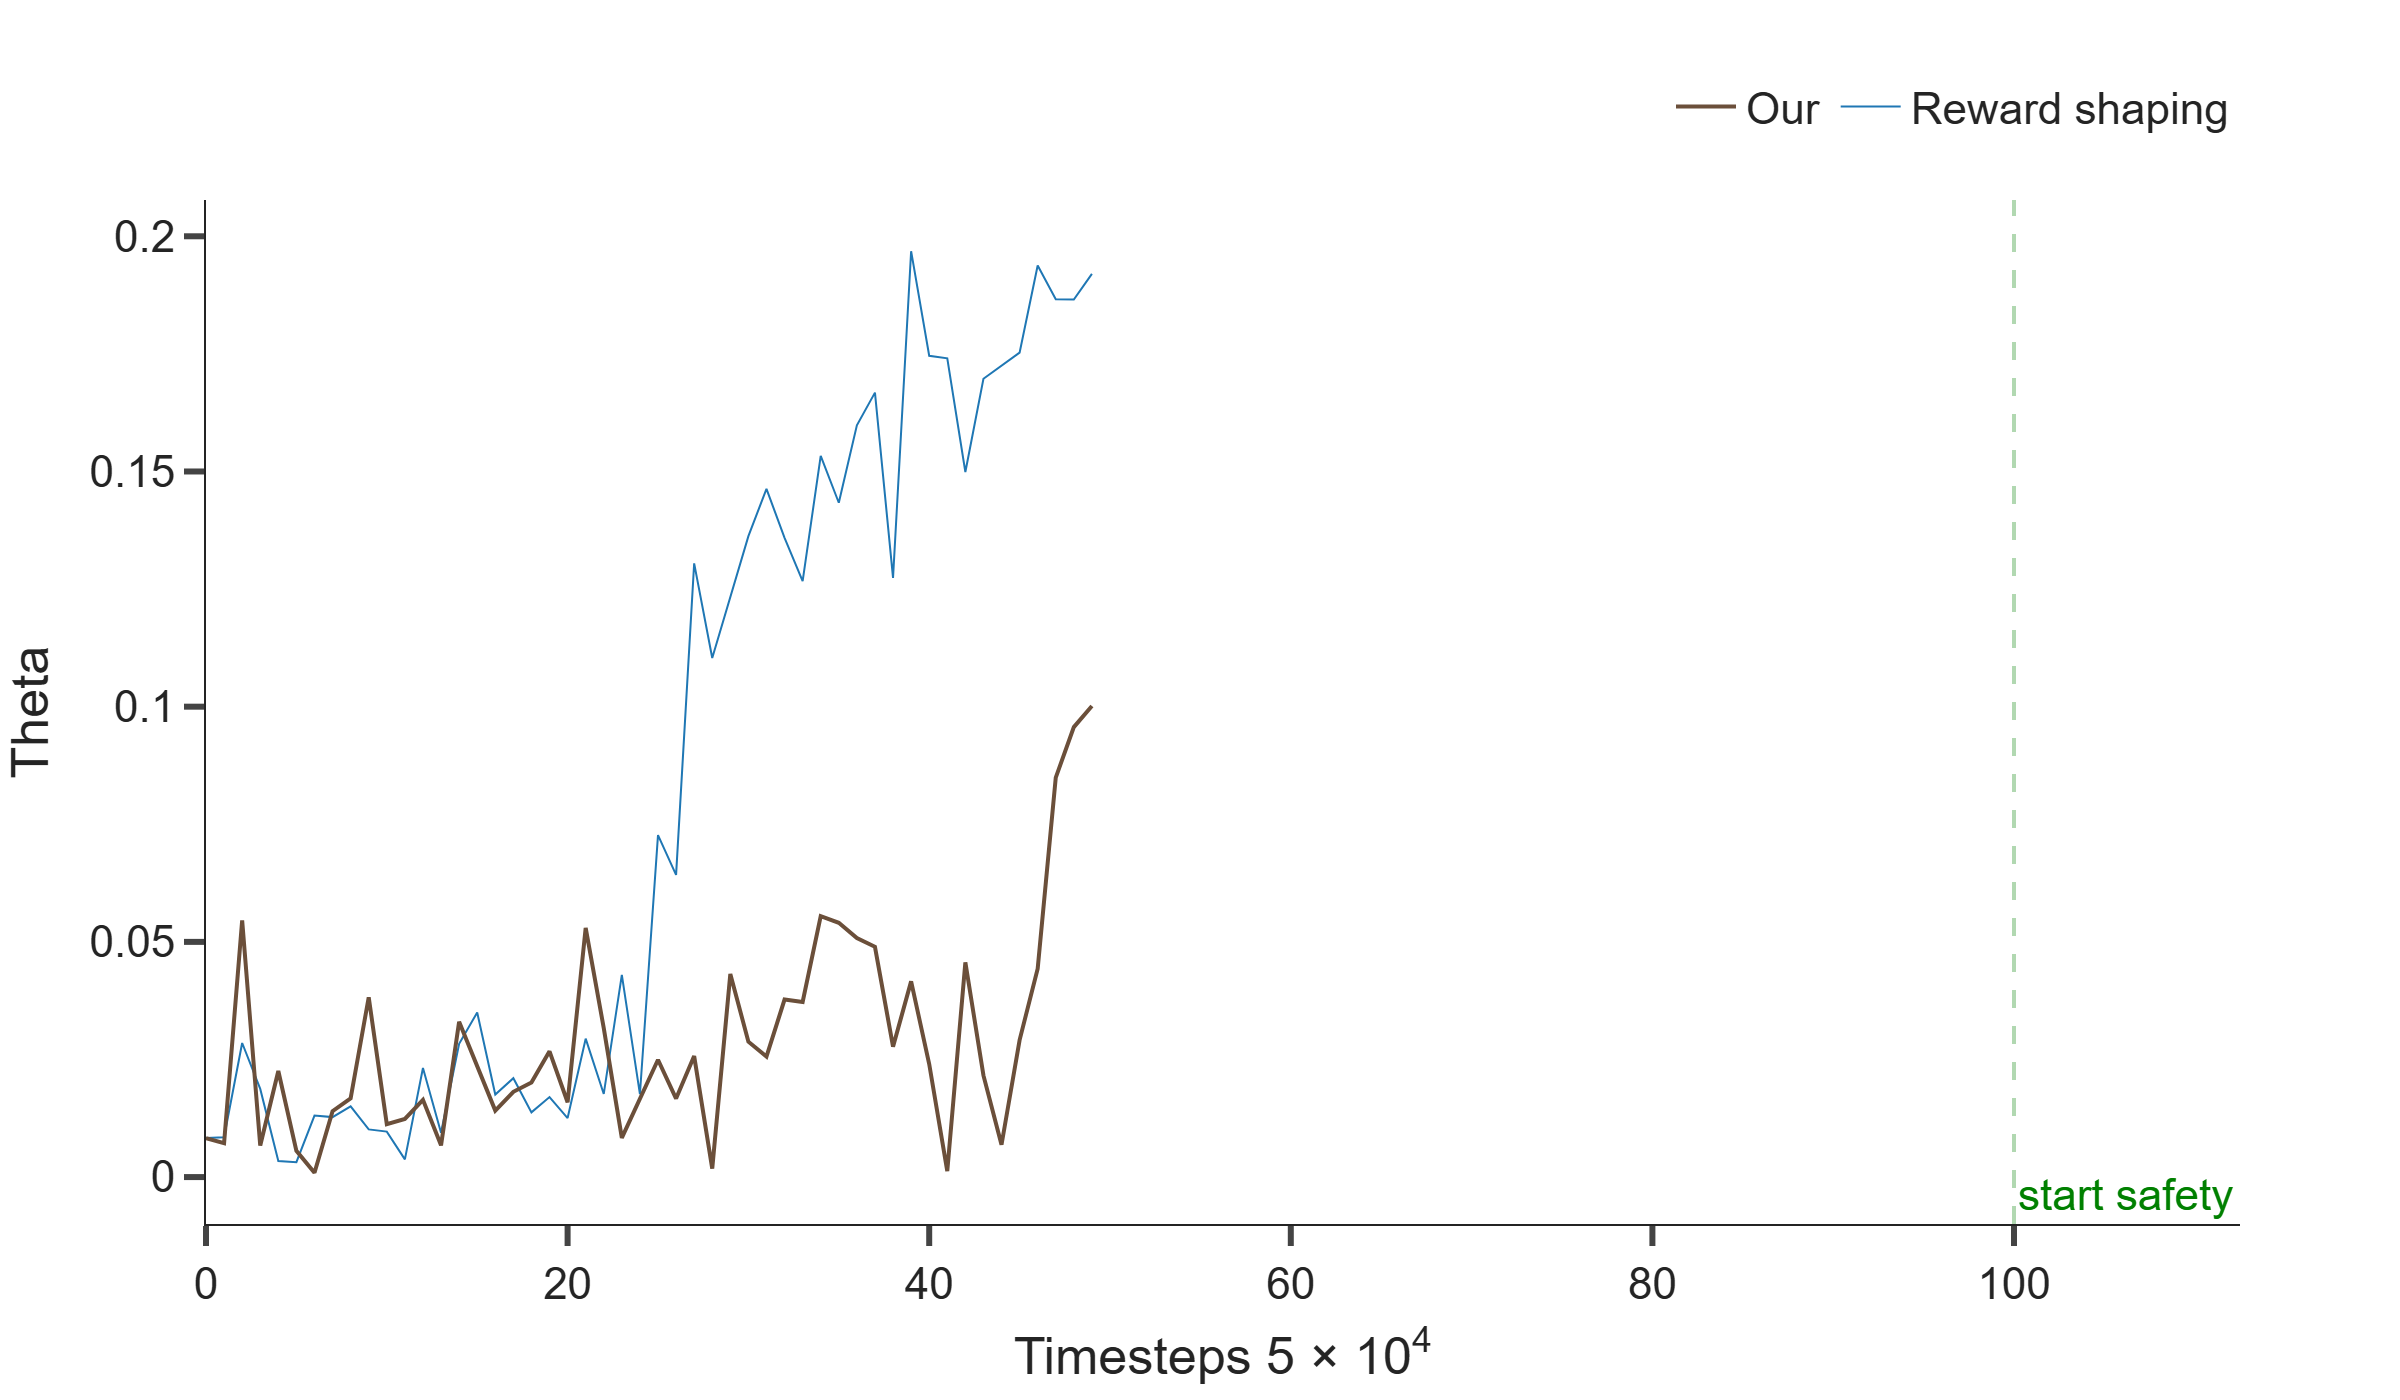 Our Reward shaping
0.2
0.15
0.1
0.05
0
Theta
start safety
0 20 40 60 80 100
Timesteps 5 × 10⁴